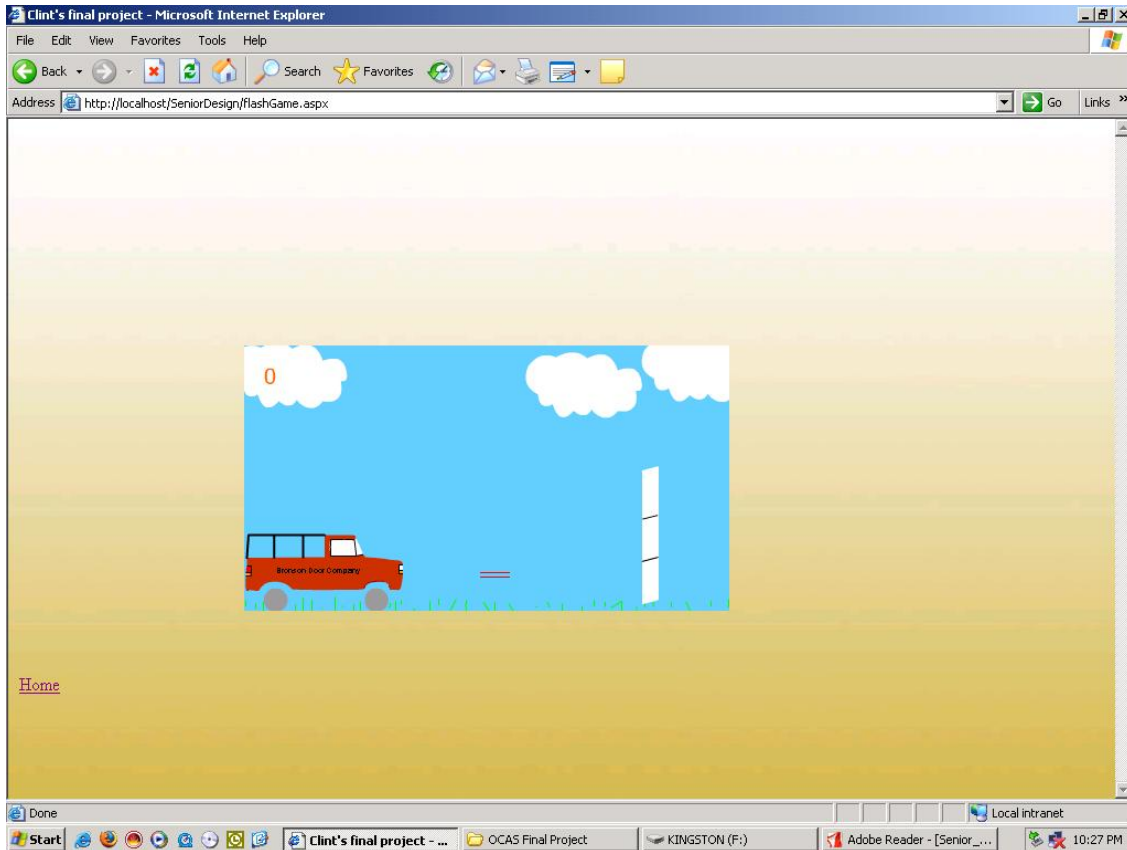 Clint's final project - Microsoft Internet Explorer
File Edit View Favorites Tools Help
Back Search Favorites
Address http://localhost/SeniorDesign/flashGame.aspx Go Links »
0
Bronson Door Company
Home
Done Local intranet
Start Clint's final project - ... OCAS Final Project KINGSTON (F:) Adobe Reader - [Senior_... 10:27 PM